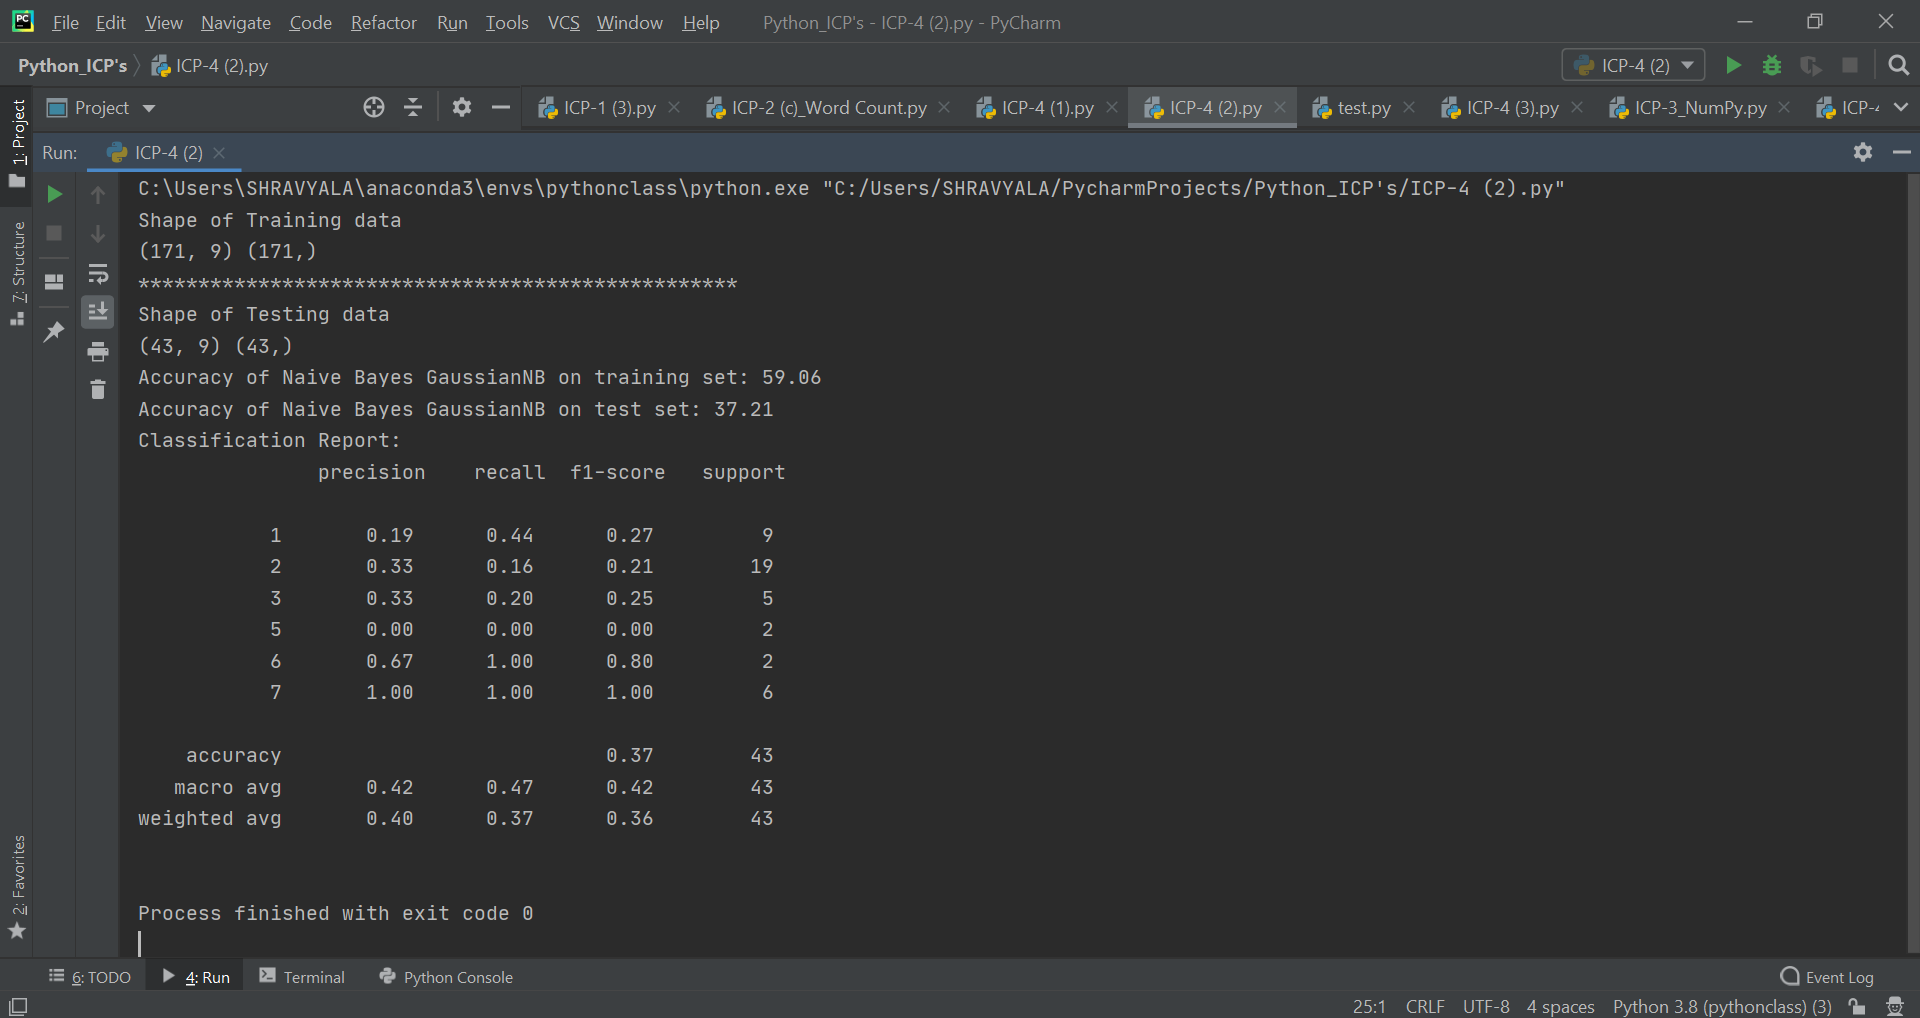 File Edit View Navigate Code Refactor Run Tools VCS Window Help Python_ICP's - ICP-4 (2).py - PyCharm
Python_ICP's ICP-4 (2).py ICP-4 (2)
Project ICP-1 (3).py ICP-2 (c)_Word Count.py ICP-4 (1).py ICP-4 (2).py test.py ICP-4 (3).py ICP-3_NumPy.py
1: Project
Run: ICP-4 (2)
7: Structure
2: Favorites
C:\Users\SHRAVYALA\anaconda3\envs\pythonclass\python.exe "C:/Users/SHRAVYALA/PycharmProjects/Python_ICP's/ICP-4 (2).py"
Shape of Training data
(171, 9) (171,)
**************************************************
Shape of Testing data
(43, 9) (43,)
Accuracy of Naive Bayes GaussianNB on training set: 59.06
Accuracy of Naive Bayes GaussianNB on test set: 37.21
Classification Report:
precision recall f1-score support
1 0.19 0.44 0.27 9
2 0.33 0.16 0.21 19
3 0.33 0.20 0.25 5
5 0.00 0.00 0.00 2
6 0.67 1.00 0.80 2
7 1.00 1.00 1.00 6
accuracy 0.37 43
macro avg 0.42 0.47 0.42 43
weighted avg 0.40 0.37 0.36 43
Process finished with exit code 0
6: TODO 4: Run Terminal Python Console Event Log
25:1 CRLF UTF-8 4 spaces Python 3.8 (pythonclass) (3)